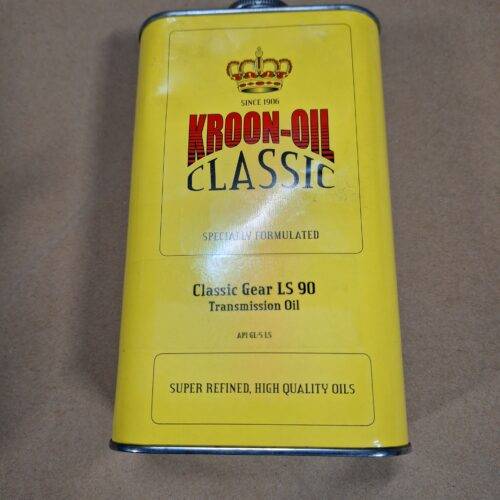 SINCE 1906
KROON-OIL
CLASSIC
SPECIALLY FORMULATED
Classic Gear LS 90
Transmission Oil
API GL-5 LS
SUPER REFINED, HIGH QUALITY OILS